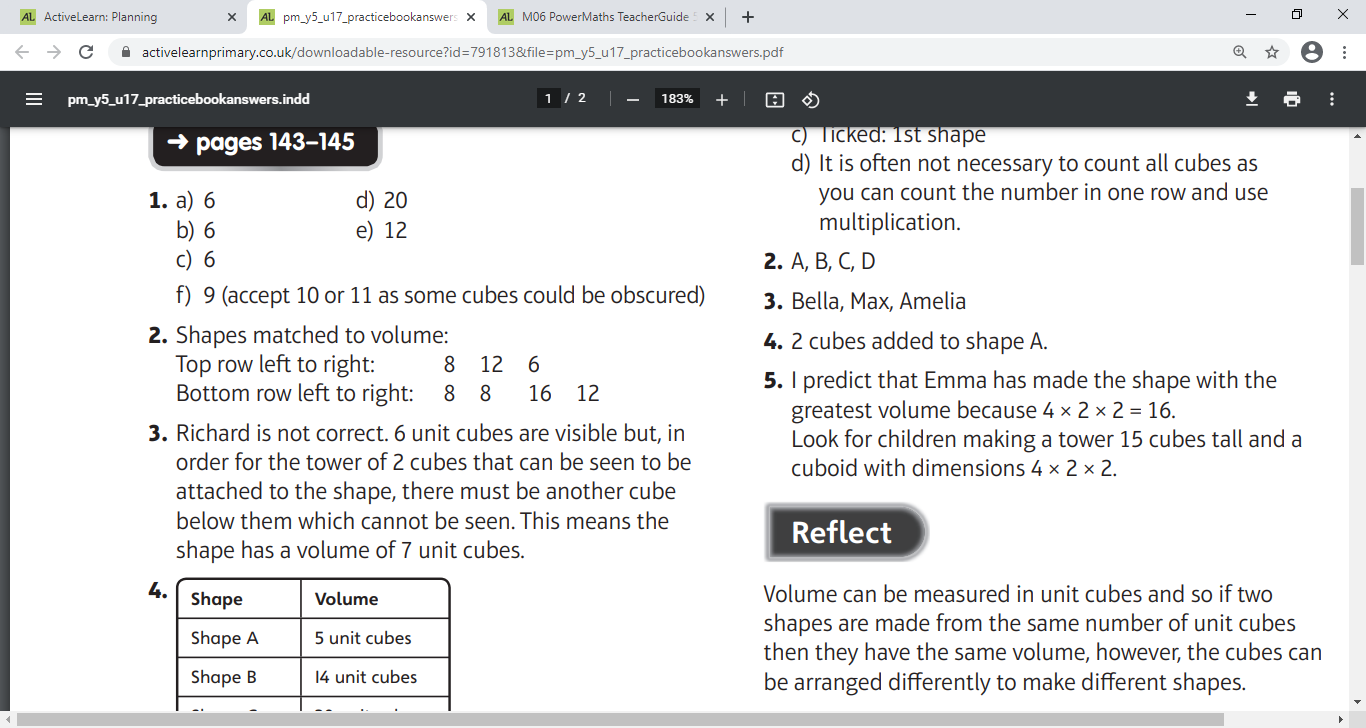 ActiveLearn: Planning
pm_y5_u17_practicebookanswers
M06 PowerMaths TeacherGuide 5
activelearnprimary.co.uk/downloadable-resource?id=791813&file=pm_y5_u17_practicebookanswers.pdf
pm_y5_u17_practicebookanswers.indd
1 / 2
183%
→ pages 143–145
1. a) 6 d) 20
b) 6 e) 12
c) 6
f) 9 (accept 10 or 11 as some cubes could be obscured)
2. Shapes matched to volume:
Top row left to right: 8 12 6
Bottom row left to right: 8 8 16 12
3. Richard is not correct. 6 unit cubes are visible but, in
order for the tower of 2 cubes that can be seen to be
attached to the shape, there must be another cube
below them which cannot be seen. This means the
shape has a volume of 7 unit cubes.
4. Shape Volume
Shape A 5 unit cubes
Shape B 14 unit cubes
c) Ticked: 1st shape
d) It is often not necessary to count all cubes as
you can count the number in one row and use
multiplication.
2. A, B, C, D
3. Bella, Max, Amelia
4. 2 cubes added to shape A.
5. I predict that Emma has made the shape with the
greatest volume because 4 × 2 × 2 = 16.
Look for children making a tower 15 cubes tall and a
cuboid with dimensions 4 × 2 × 2.
Reflect
Volume can be measured in unit cubes and so if two
shapes are made from the same number of unit cubes
then they have the same volume, however, the cubes can
be arranged differently to make different shapes.